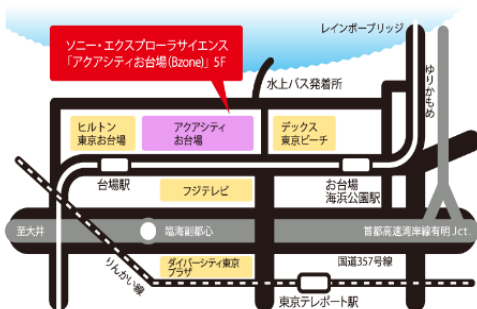 ソニー・エクスプローラサイエンス
「アクアシティお台場(Bzone)」5F
レインボーブリッジ
ゆりかもめ
水上バス発着所
ヒルトン
東京お台場
アクアシティ
お台場
デックス
東京ビーチ
台場駅
お台場
海浜公園駅
フジテレビ
至大井
臨海副都心
首都高速湾岸線有明Jct.
りんかい線
ダイバーシティ東京
プラザ
国道357号線
東京テレポート駅